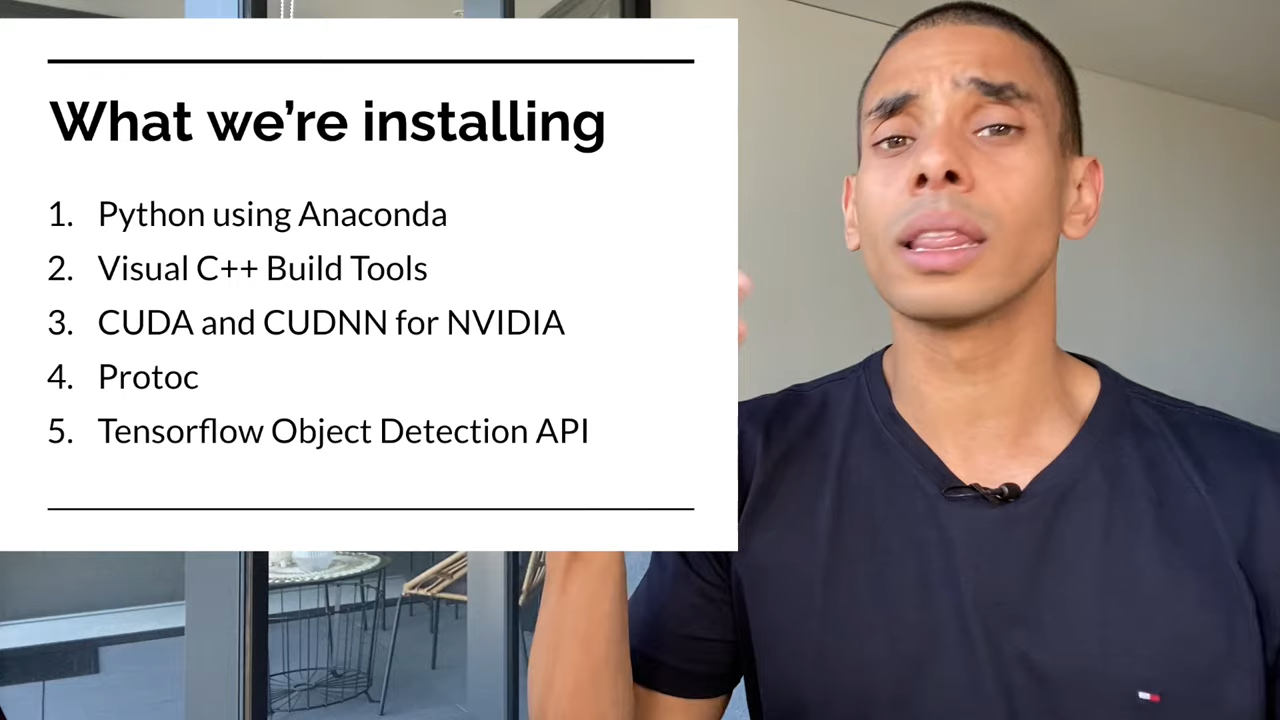 What we're installing
1. Python using Anaconda
2. Visual C++ Build Tools
3. CUDA and CUDNN for NVIDIA
4. Protoc
5. Tensorflow Object Detection API